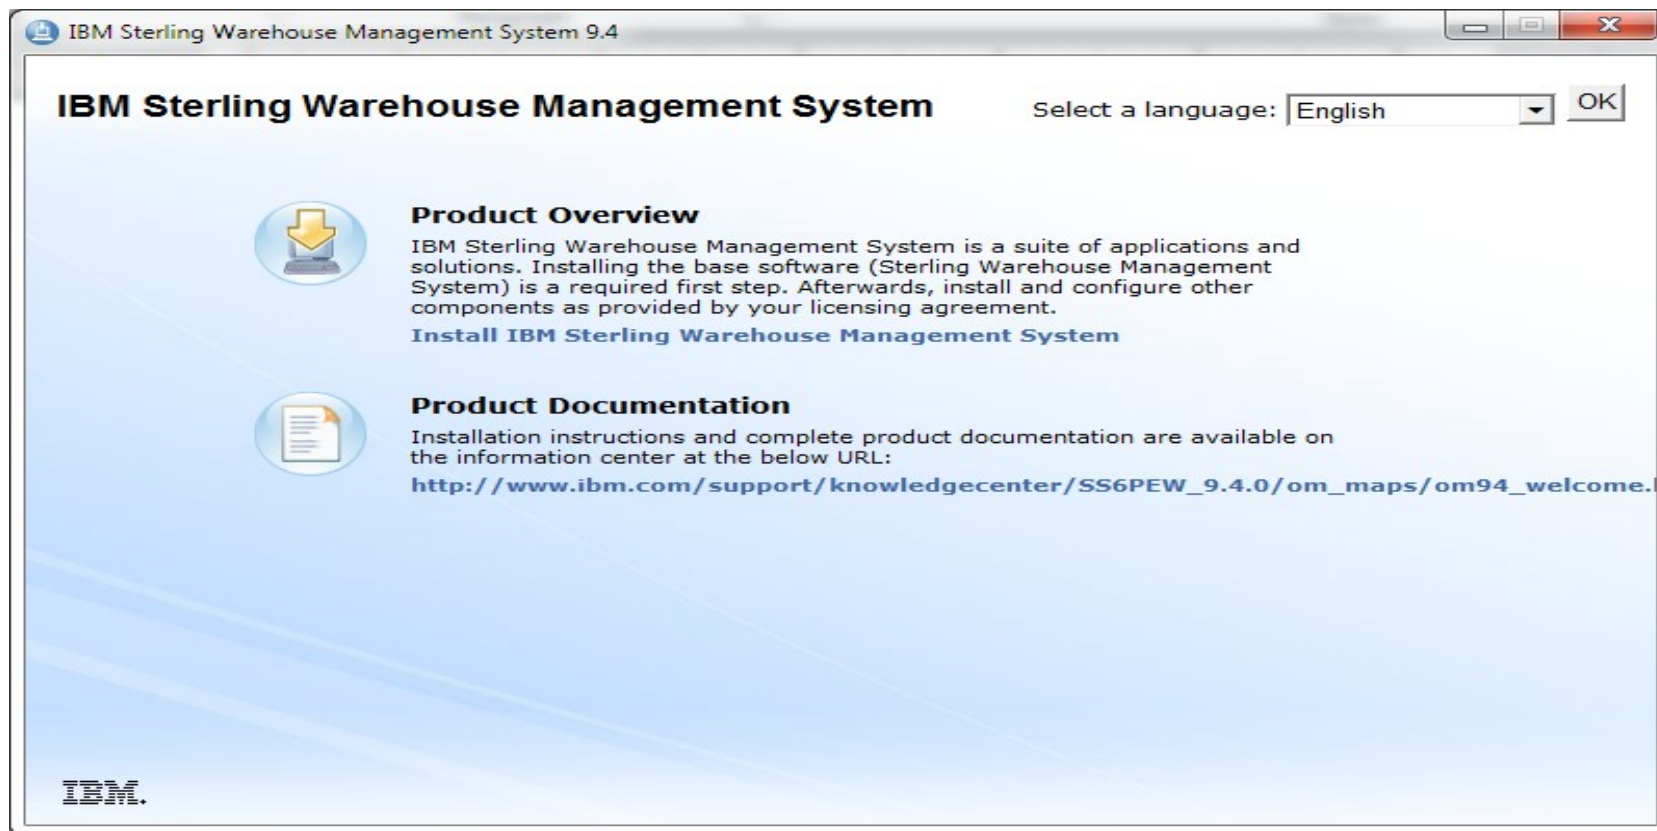 IBM Sterling Warehouse Management System 9.4
IBM Sterling Warehouse Management System
Select a language: English OK
Product Overview
IBM Sterling Warehouse Management System is a suite of applications and
solutions. Installing the base software (Sterling Warehouse Management
System) is a required first step. Afterwards, install and configure other
components as provided by your licensing agreement.
Install IBM Sterling Warehouse Management System
Product Documentation
Installation instructions and complete product documentation are available on
the information center at the below URL:
http://www.ibm.com/support/knowledgecenter/SS6PEW_9.4.0/om_maps/om94_welcome.
IBM.